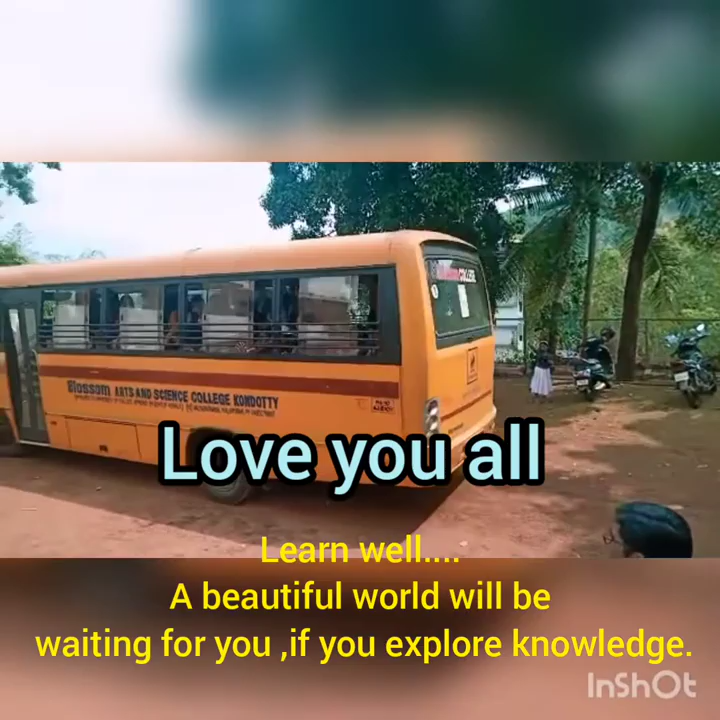 COLLEGE
Blossom ARTS AND SCIENCE COLLEGE KONDOTTY
Love you all
Learn well....
A beautiful world will be
waiting for you ,if you explore knowledge.
InShOt